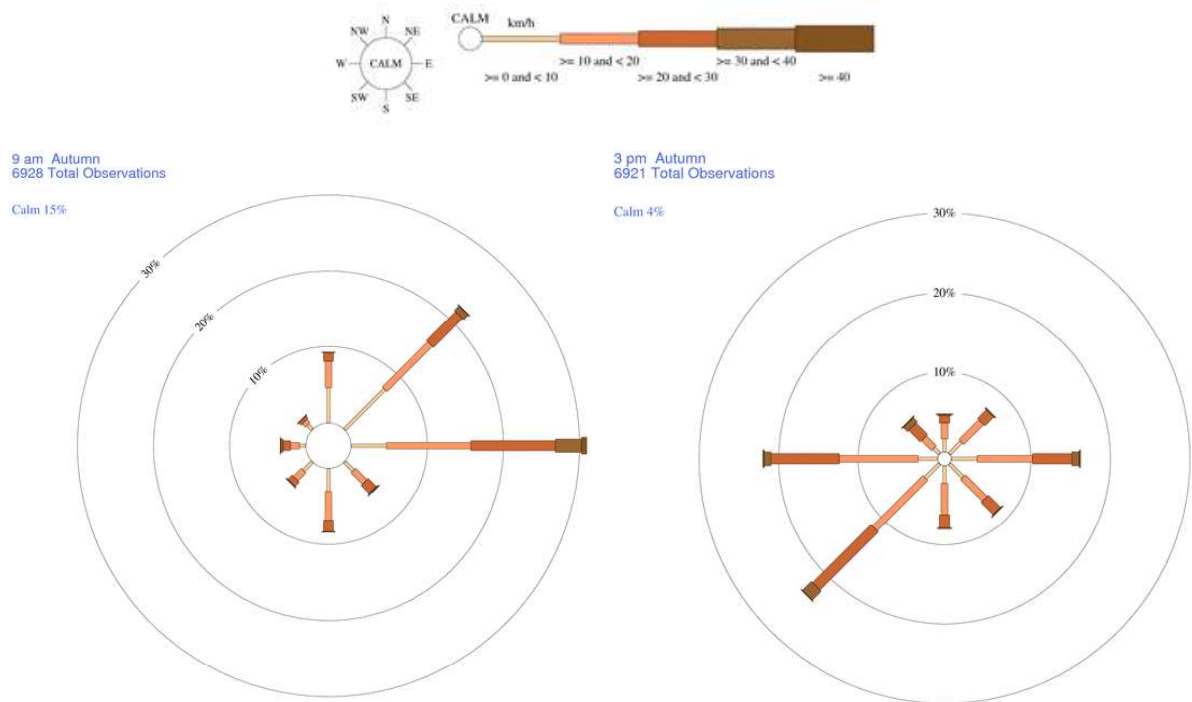 N
NW NE
W CALM E
SW SE
S
CALM km/h
>= 10 and < 20 >= 30 and < 40
>= 0 and < 10 >= 20 and < 30 >= 40
9 am Autumn
6928 Total Observations
Calm 15%
30%
20%
10%
3 pm Autumn
6921 Total Observations
Calm 4%
30%
20%
10%